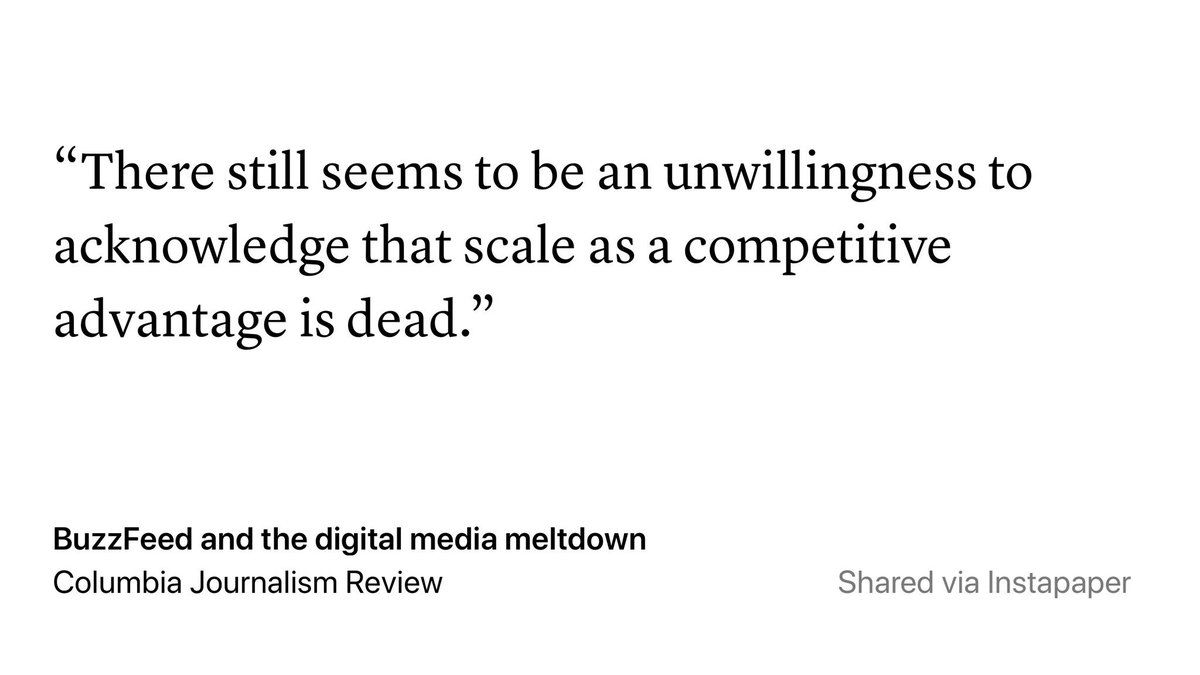 “There still seems to be an unwillingness to
acknowledge that scale as a competitive
advantage is dead.”
BuzzFeed and the digital media meltdown
Columbia Journalism Review
Shared via Instapaper